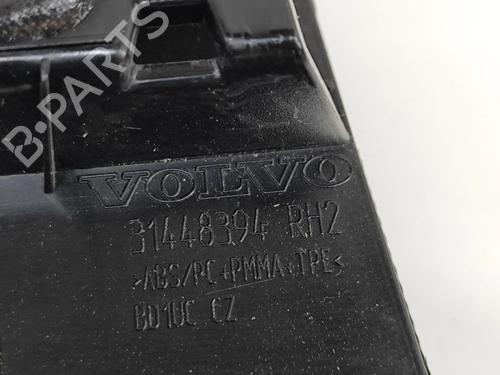 B-PARTS
VOLVO
31448394 RH2
>ABS/PC+PMMA+TPE<
BD1UC CZ